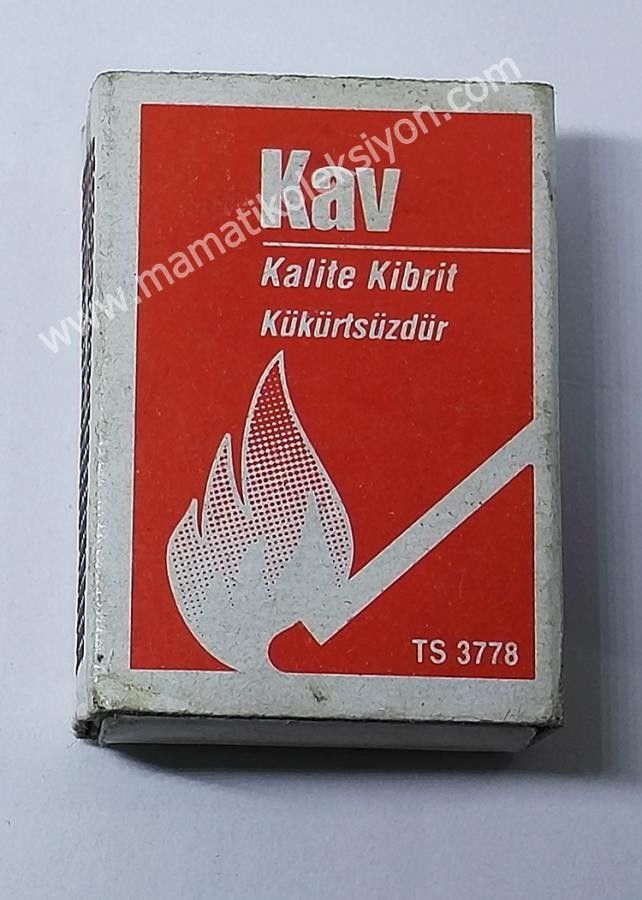 www.mamatikoleksiyon.com
Kav
Kalite Kibrit
Kükürtsüzdür
TS 3778